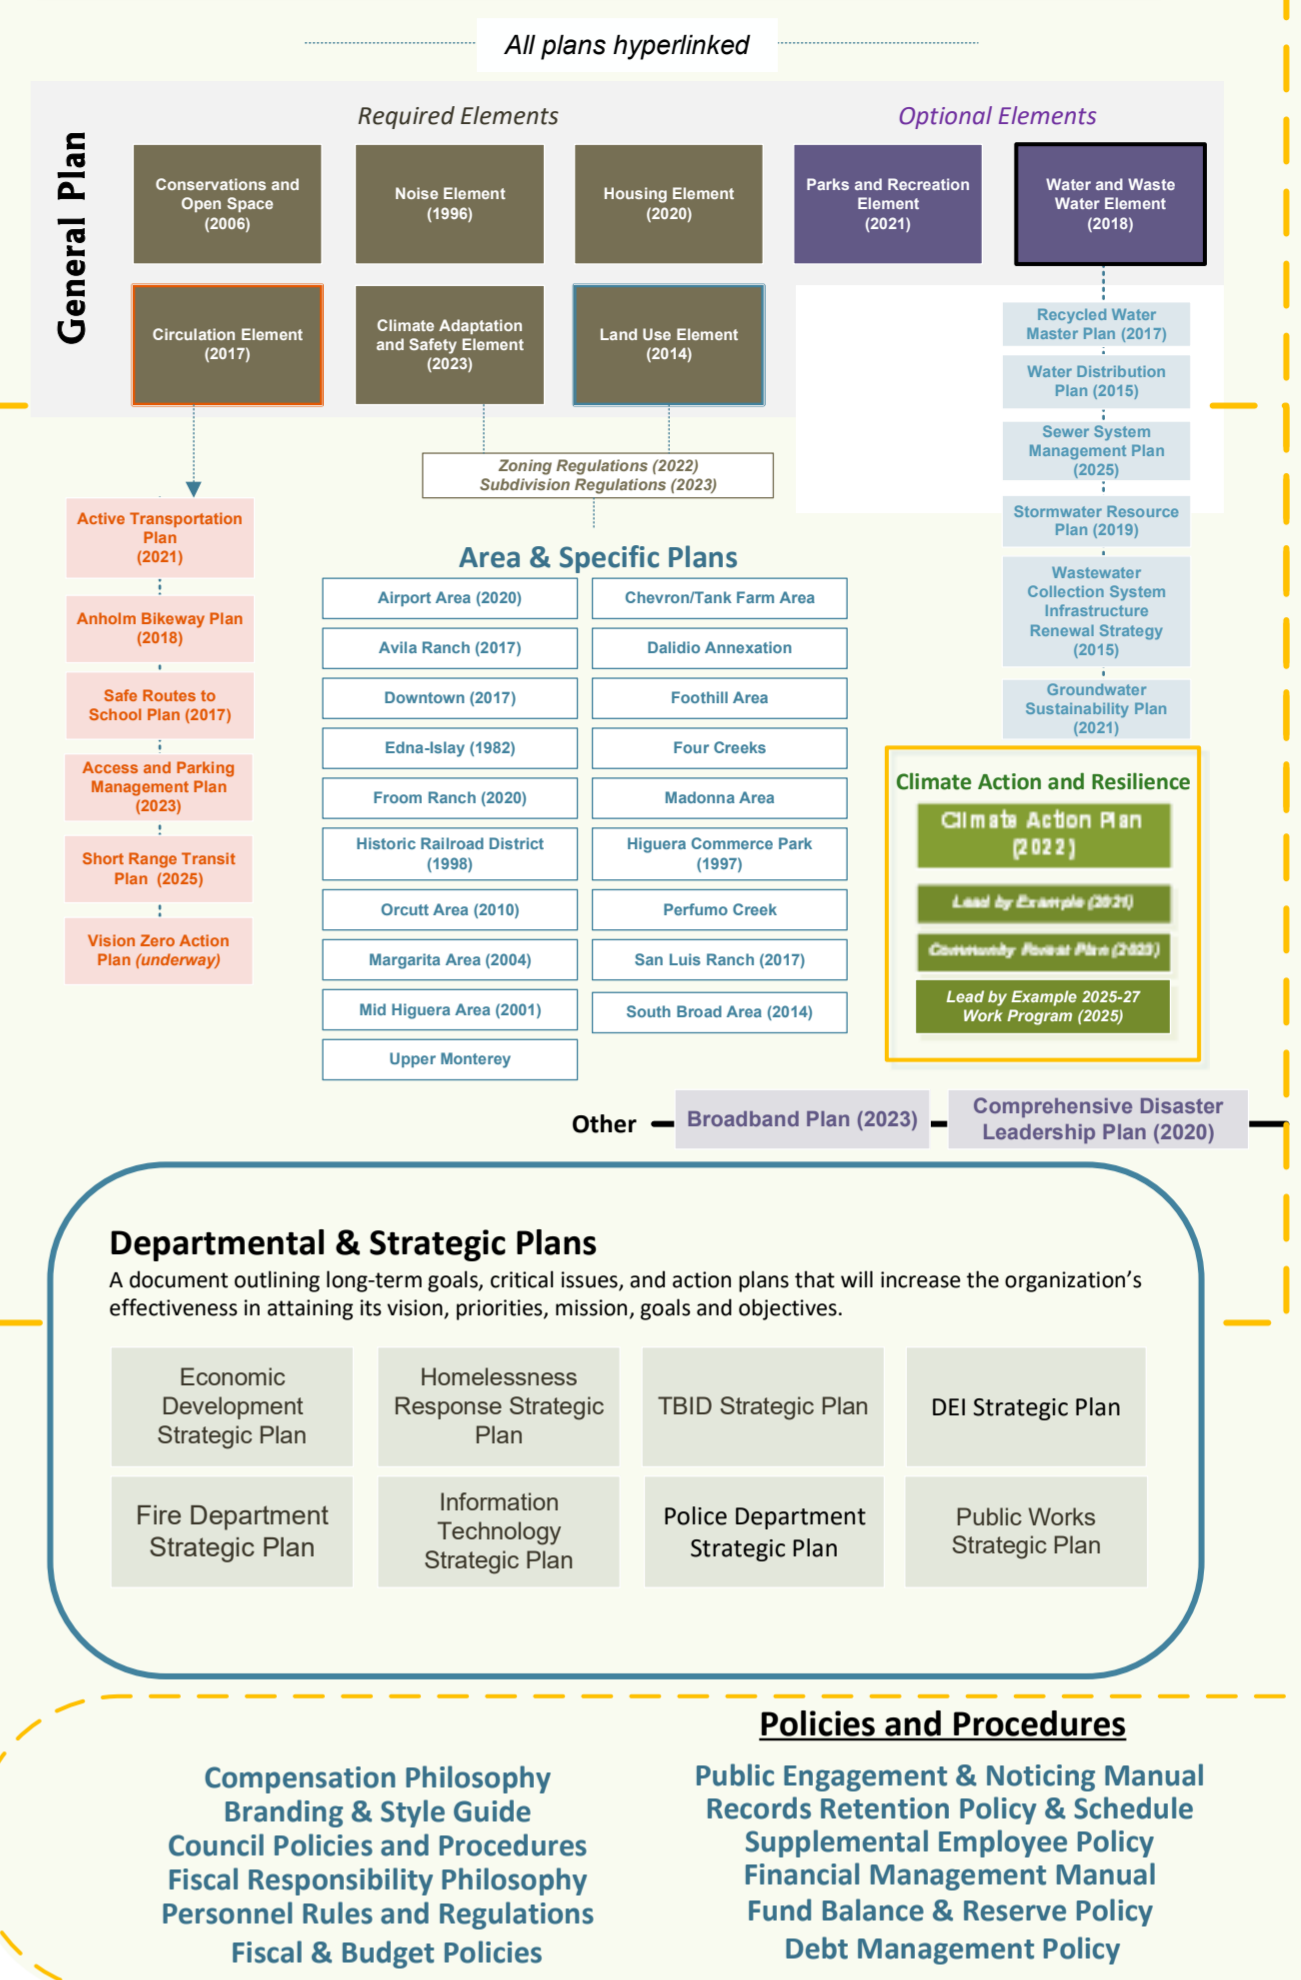 All plans hyperlinked
General Plan
Required Elements
Optional Elements
Conservations and
Open Space
(2006)
Noise Element
(1996)
Housing Element
(2020)
Parks and Recreation
Element
(2021)
Water and Waste
Water Element
(2018)
Circulation Element
(2017)
Climate Adaptation
and Safety Element
(2023)
Land Use Element
(2014)
Recycled Water
Master Plan (2017)
Water Distribution
Plan (2015)
Sewer System
Management Plan
(2025)
Stormwater Resource
Plan (2019)
Wastewater
Collection System
Infrastructure
Renewal Strategy
(2015)
Groundwater
Sustainability Plan
(2021)
Zoning Regulations (2022)
Subdivision Regulations (2023)
Active Transportation
Plan
(2021)
Anholm Bikeway Plan
(2018)
Safe Routes to
School Plan (2017)
Access and Parking
Management Plan
(2023)
Short Range Transit
Plan (2025)
Vision Zero Action
Plan (underway)
Area & Specific Plans
Airport Area (2020)
Avila Ranch (2017)
Downtown (2017)
Edna-Islay (1982)
Froom Ranch (2020)
Historic Railroad District
(1998)
Orcutt Area (2010)
Margarita Area (2004)
Mid Higuera Area (2001)
Upper Monterey
Chevron/Tank Farm Area
Dalidio Annexation
Foothill Area
Four Creeks
Madonna Area
Higuera Commerce Park
(1997)
Perfumo Creek
San Luis Ranch (2017)
South Broad Area (2014)
Climate Action and Resilience
Climate Action Plan
(2022)
Lead by Example (2021)
Community Forest Plan (2023)
Lead by Example 2025-27
Work Program (2025)
Other
Broadband Plan (2023)
Comprehensive Disaster
Leadership Plan (2020)
Departmental & Strategic Plans
A document outlining long-term goals, critical issues, and action plans that will increase the organization's
effectiveness in attaining its vision, priorities, mission, goals and objectives.
Economic
Development
Strategic Plan
Homelessness
Response Strategic
Plan
TBID Strategic Plan
DEI Strategic Plan
Fire Department
Strategic Plan
Information
Technology
Strategic Plan
Police Department
Strategic Plan
Public Works
Strategic Plan
Policies and Procedures
Compensation Philosophy
Branding & Style Guide
Council Policies and Procedures
Fiscal Responsibility Philosophy
Personnel Rules and Regulations
Fiscal & Budget Policies
Public Engagement & Noticing Manual
Records Retention Policy & Schedule
Supplemental Employee Policy
Financial Management Manual
Fund Balance & Reserve Policy
Debt Management Policy